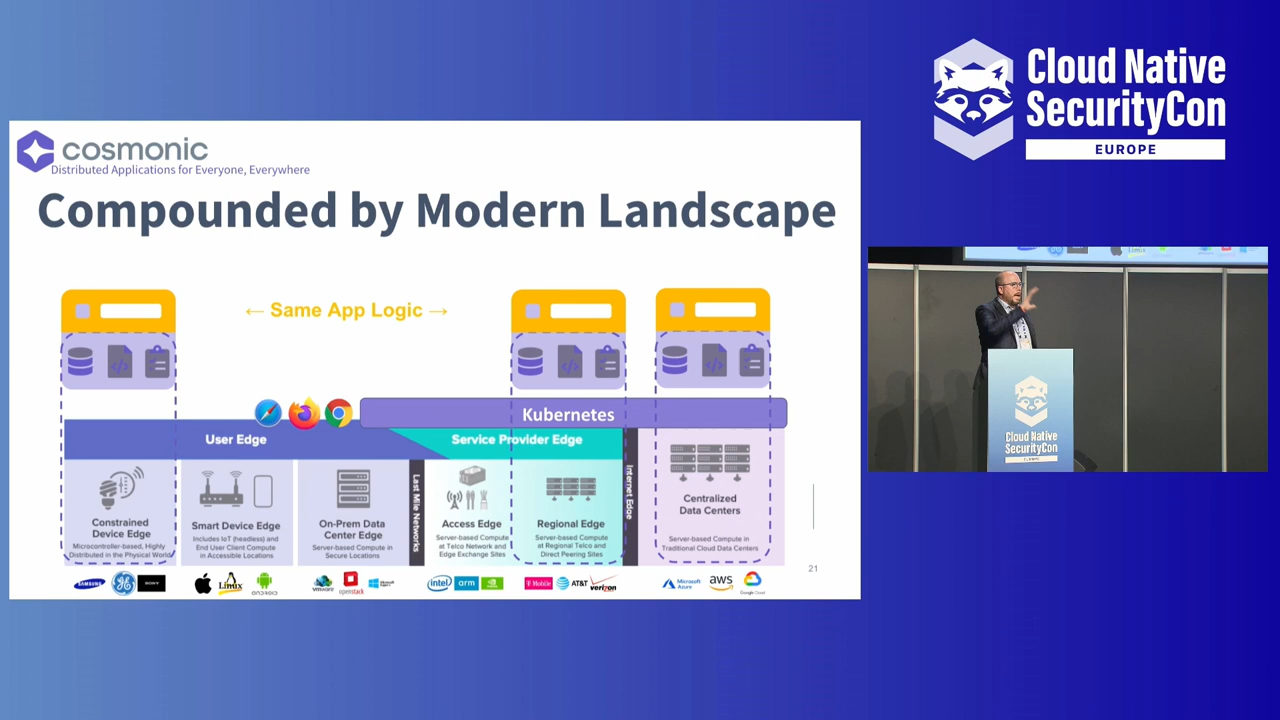 Cloud Native
SecurityCon
EUROPE
cosmonic
Distributed Applications for Everyone, Everywhere
Compounded by Modern Landscape
← Same App Logic →
Kubernetes
User Edge
Service Provider Edge
Constrained
Device Edge
Microcontroller-based, Highly
Distributed in the Physical World
Smart Device Edge
Includes IoT (headless) and
End User Client Compute
in Accessible Locations
On-Prem Data
Center Edge
Server-based Compute in
Secure Locations
Last Mile Networks
Access Edge
Server-based Compute
at Telco Network and
Edge Exchange Sites
Regional Edge
Server-based Compute
at Regional Telco and
Direct Peering Sites
Internet Edge
Centralized
Data Centers
Server-based Compute in
Traditional Cloud Data Centers
21
SAMSUNG
SONY
Linux
ANDROID
vmware
openstack
intel
arm
T Mobile
AT&T
verizon
Microsoft
Azure
aws
Google Cloud
Cloud Native
SecurityCon
EUROPE